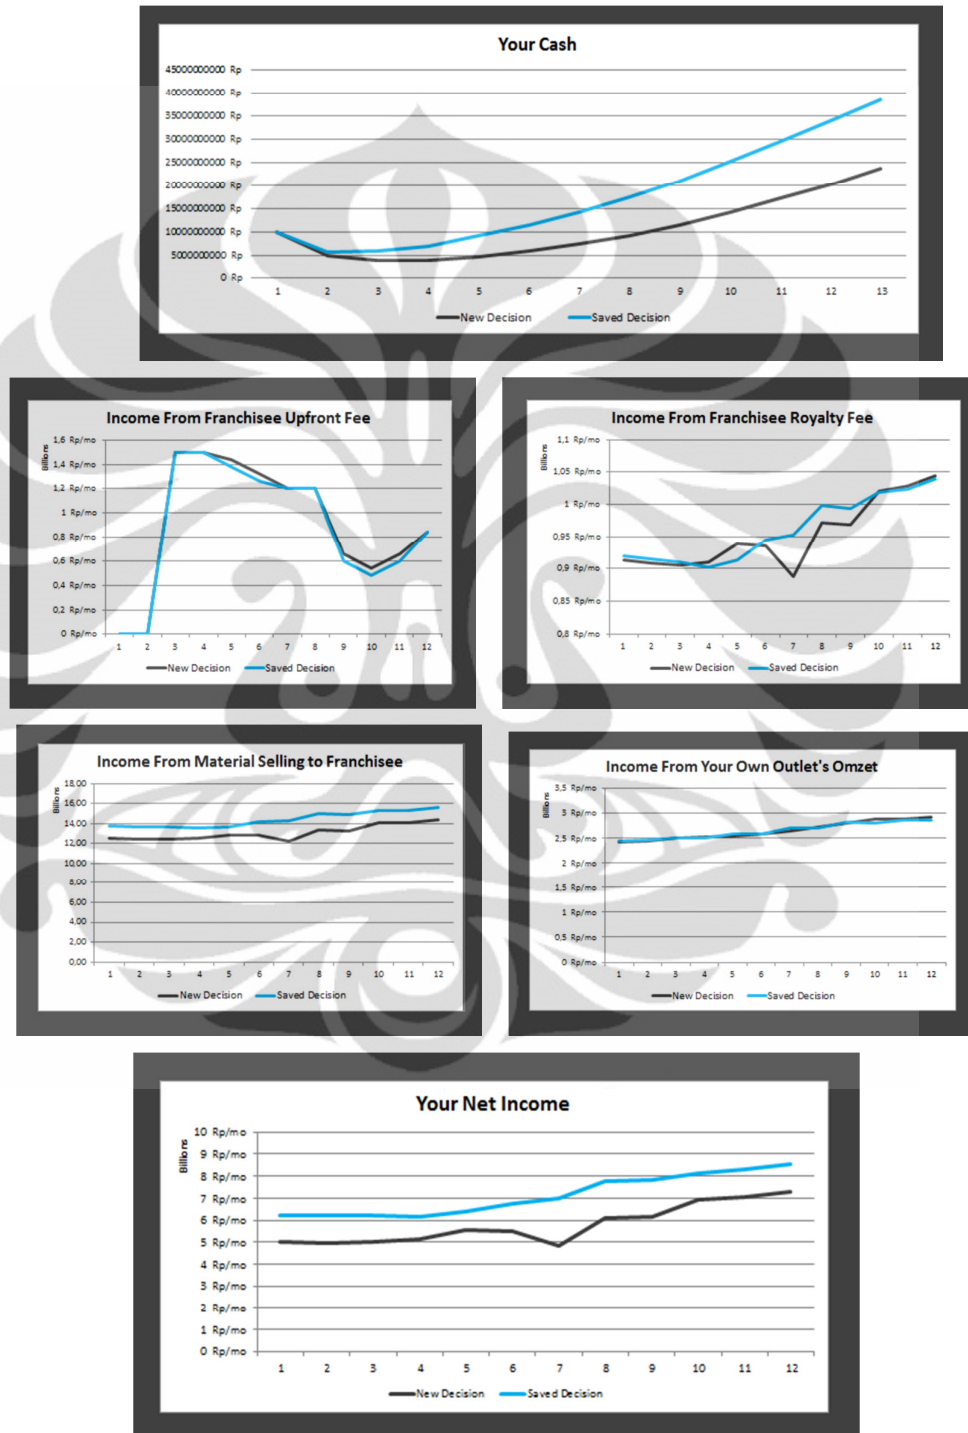 Your Cash
45000000000 Rp
40000000000 Rp
35000000000 Rp
30000000000 Rp
25000000000 Rp
20000000000 Rp
15000000000 Rp
10000000000 Rp
5000000000 Rp
0 Rp
1 2 3 4 5 6 7 8 9 10 11 12 13
New Decision Saved Decision
Income From Franchisee Upfront Fee
Billions
1,6 Rp/mo
1,4 Rp/mo
1,2 Rp/mo
1 Rp/mo
0,8 Rp/mo
0,6 Rp/mo
0,4 Rp/mo
0,2 Rp/mo
0 Rp/mo
1 2 3 4 5 6 7 8 9 10 11 12
New Decision Saved Decision
Income From Franchisee Royalty Fee
Billions
1,1 Rp/mo
1,05 Rp/mo
1 Rp/mo
0,95 Rp/mo
0,9 Rp/mo
0,85 Rp/mo
0,8 Rp/mo
1 2 3 4 5 6 7 8 9 10 11 12
New Decision Saved Decision
Income From Material Selling to Franchisee
Billions
18,00
16,00
14,00
12,00
10,00
8,00
6,00
4,00
2,00
0,00
1 2 3 4 5 6 7 8 9 10 11 12
New Decision Saved Decision
Income From Your Own Outlet's Omzet
Billions
3,5 Rp/mo
3 Rp/mo
2,5 Rp/mo
2 Rp/mo
1,5 Rp/mo
1 Rp/mo
0,5 Rp/mo
0 Rp/mo
1 2 3 4 5 6 7 8 9 10 11 12
New Decision Saved Decision
Your Net Income
Billions
10 Rp/mo
9 Rp/mo
8 Rp/mo
7 Rp/mo
6 Rp/mo
5 Rp/mo
4 Rp/mo
3 Rp/mo
2 Rp/mo
1 Rp/mo
0 Rp/mo
1 2 3 4 5 6 7 8 9 10 11 12
New Decision Saved Decision